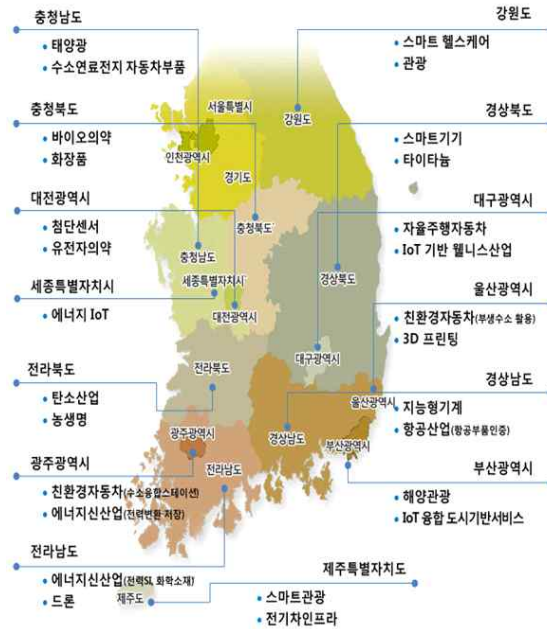 충청남도
• 태양광
• 수소연료전지 자동차부품
충청북도
• 바이오의약
• 화장품
대전광역시
• 첨단센서
• 유전자의약
세종특별자치시
• 에너지 IoT
전라북도
• 탄소산업
• 농생명
광주광역시
• 친환경자동차(수소융합스테이션)
• 에너지신산업(전력변환·저장)
전라남도
• 에너지신산업(전력SI, 화학소재)
• 드론
강원도
• 스마트 헬스케어
• 관광
경상북도
• 스마트기기
• 타이타늄
대구광역시
• 자율주행자동차
• IoT 기반 웰니스산업
울산광역시
• 친환경자동차(부생수소 활용)
• 3D 프린팅
경상남도
• 지능형기계
• 항공산업(항공부품인증)
부산광역시
• 해양관광
• IoT 융합 도시기반서비스
제주특별자치도
• 스마트관광
• 전기차인프라
서울특별시
인천광역시
경기도
강원도
충청북도
충청남도
세종특별자치시
대전광역시
경상북도
대구광역시
전라북도
울산광역시
광주광역시
경상남도
부산광역시
전라남도
제주도